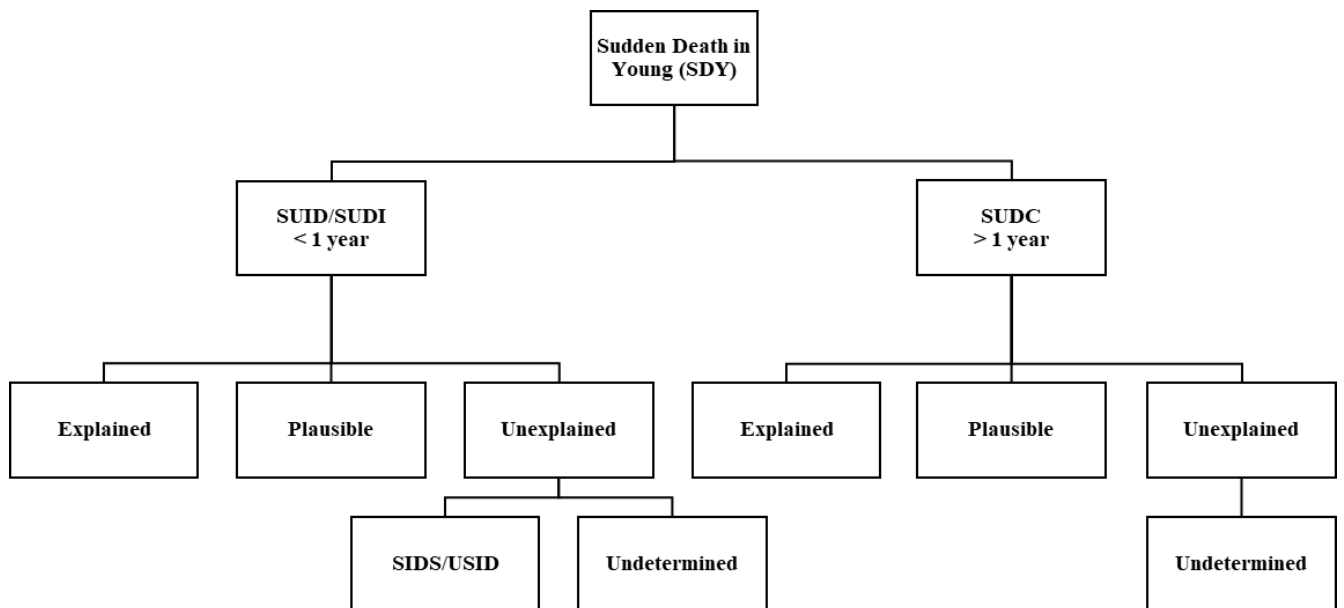 Sudden Death in
Young (SDY)
SUID/SUDI
< 1 year
SUDC
> 1 year
Explained
Plausible
Unexplained
Explained
Plausible
Unexplained
SIDS/USID
Undetermined
Undetermined